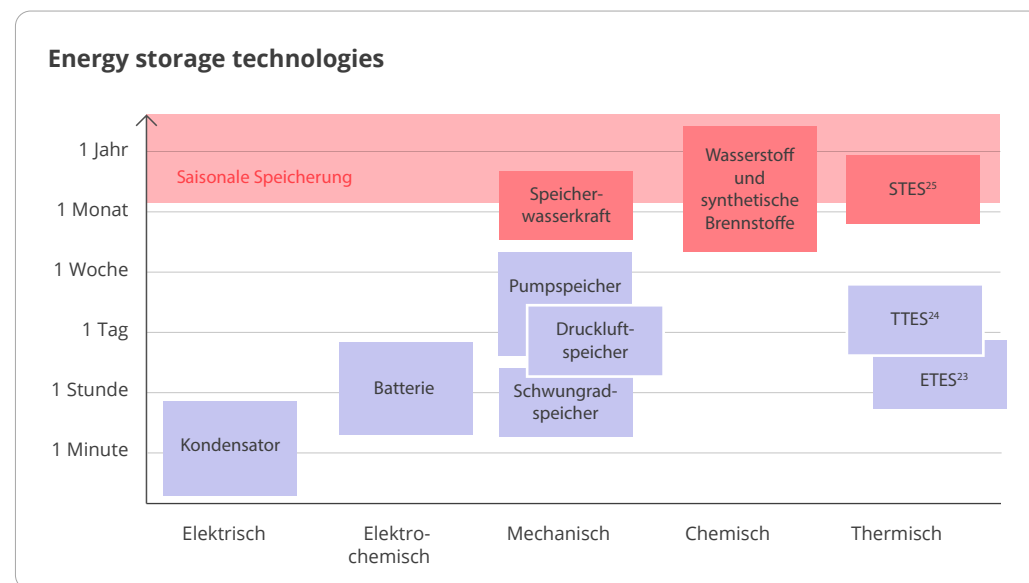 Energy storage technologies
1 Jahr
1 Monat
1 Woche
1 Tag
1 Stunde
1 Minute
Saisonale Speicherung
Kondensator
Batterie
Speicher-
wasserkraft
Pumpspeicher
Druckluft-
speicher
Schwungrad-
speicher
Wasserstoff
und
synthetische
Brennstoffe
STES²⁵
TTES²⁴
ETES²³
Elektrisch
Elektro-
chemisch
Mechanisch
Chemisch
Thermisch